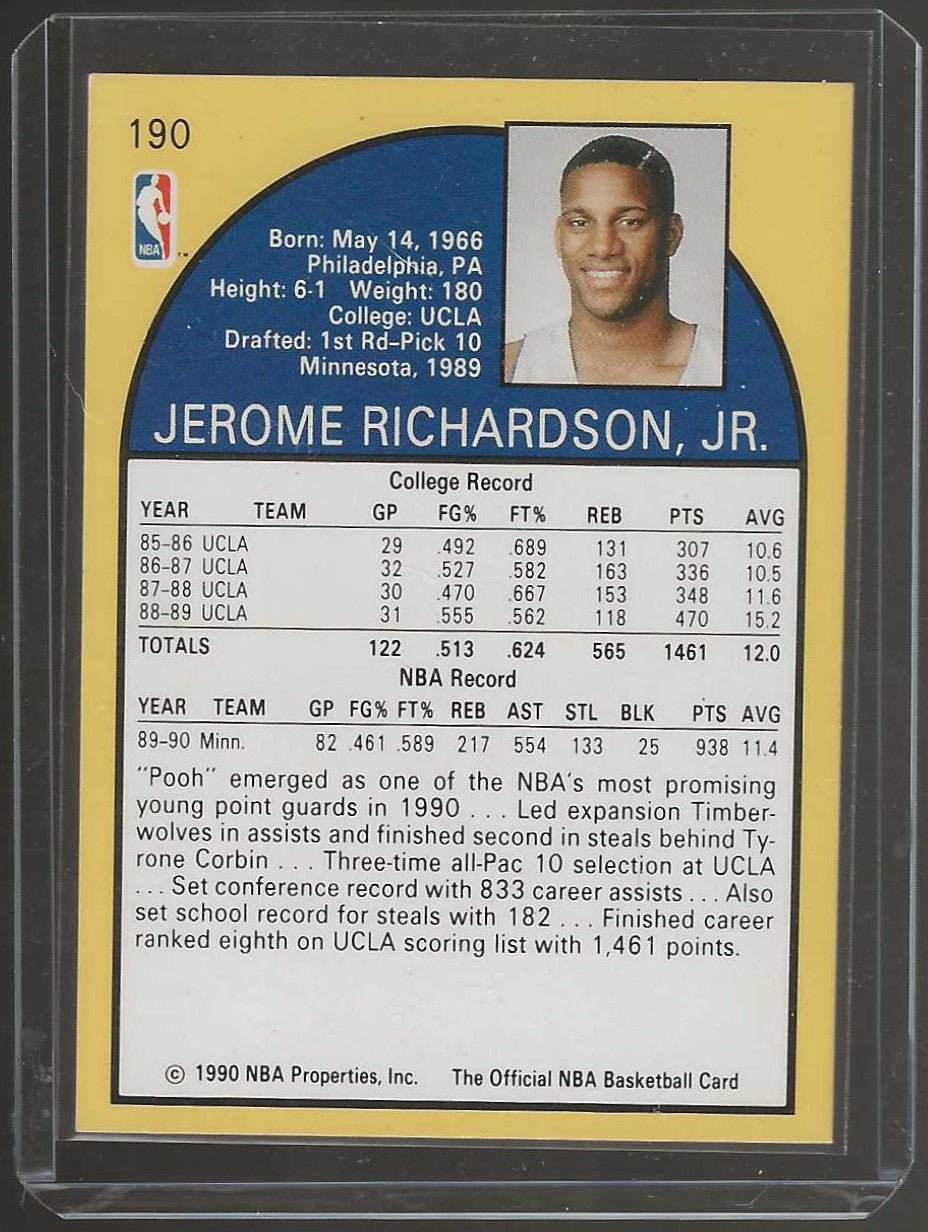 190
NBA
TM
Born: May 14, 1966
Philadelphia, PA
Height: 6-1 Weight: 180
College: UCLA
Drafted: 1st Rd–Pick 10
Minnesota, 1989
JEROME RICHARDSON, JR.
College Record
YEAR TEAM GP FG% FT% REB PTS AVG
85–86 UCLA 29 .492 .689 131 307 10.6
86–87 UCLA 32 .527 .582 163 336 10.5
87–88 UCLA 30 .470 .667 153 348 11.6
88–89 UCLA 31 .555 .562 118 470 15.2
TOTALS 122 .513 .624 565 1461 12.0
NBA Record
YEAR TEAM GP FG% FT% REB AST STL BLK PTS AVG
89–90 Minn. 82 .461 .589 217 554 133 25 938 11.4
"Pooh" emerged as one of the NBA's most promising
young point guards in 1990 . . . Led expansion Timber-
wolves in assists and finished second in steals behind Ty-
rone Corbin . . . Three-time all-Pac 10 selection at UCLA
. . . Set conference record with 833 career assists . . . Also
set school record for steals with 182 . . . Finished career
ranked eighth on UCLA scoring list with 1,461 points.
© 1990 NBA Properties, Inc. The Official NBA Basketball Card